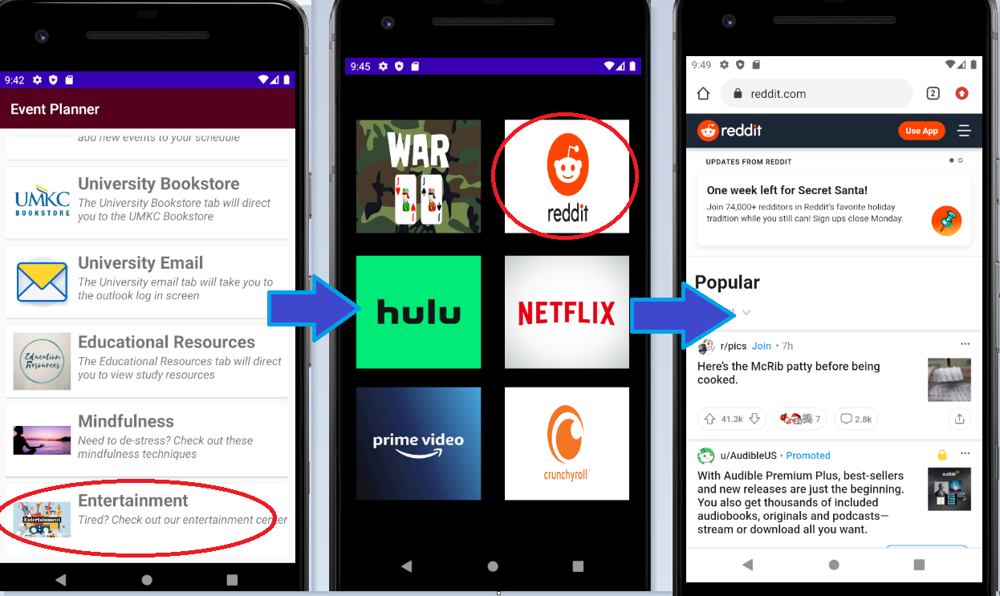 9:42
Event Planner
add new events to your schedule
UMKC
BOOKSTORE
University Bookstore
The University Bookstore tab will direct
you to the UMKC Bookstore
University Email
The University email tab will take you to
the outlook log in screen
Education
Resources
Educational Resources
The Educational Resources tab will direct
you to view study resources
Mindfulness
Need to de-stress? Check out these
mindfulness techniques
Entertainment
Entertainment
Tired? Check out our entertainment center
9:45
WAR
J J
reddit
hulu
NETFLIX
prime video
crunchyroll
9:49
reddit.com
2
reddit
Use App
UPDATES FROM REDDIT
One week left for Secret Santa!
Join 74,000+ redditors in Reddit's favorite holiday
tradition while you still can! Sign ups close Monday.
Popular
r/pics Join • 7h
Here's the McRib patty before being
cooked.
41.3k
7
2.8k
u/AudibleUS • Promoted
With Audible Premium Plus, best-sellers
and new releases are just the beginning.
You also get thousands of included
audiobooks, originals and podcasts—
stream or download all you want.
audible